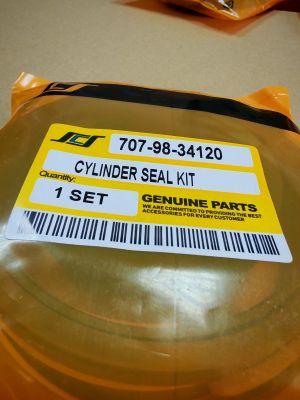 707-98-34120
CYLINDER SEAL KIT
Quantity:
1 SET
GENUINE PARTS
WE ARE COMMITTED TO PROVIDING THE BEST
ACCESSORIES FOR EVERY CUSTOMER